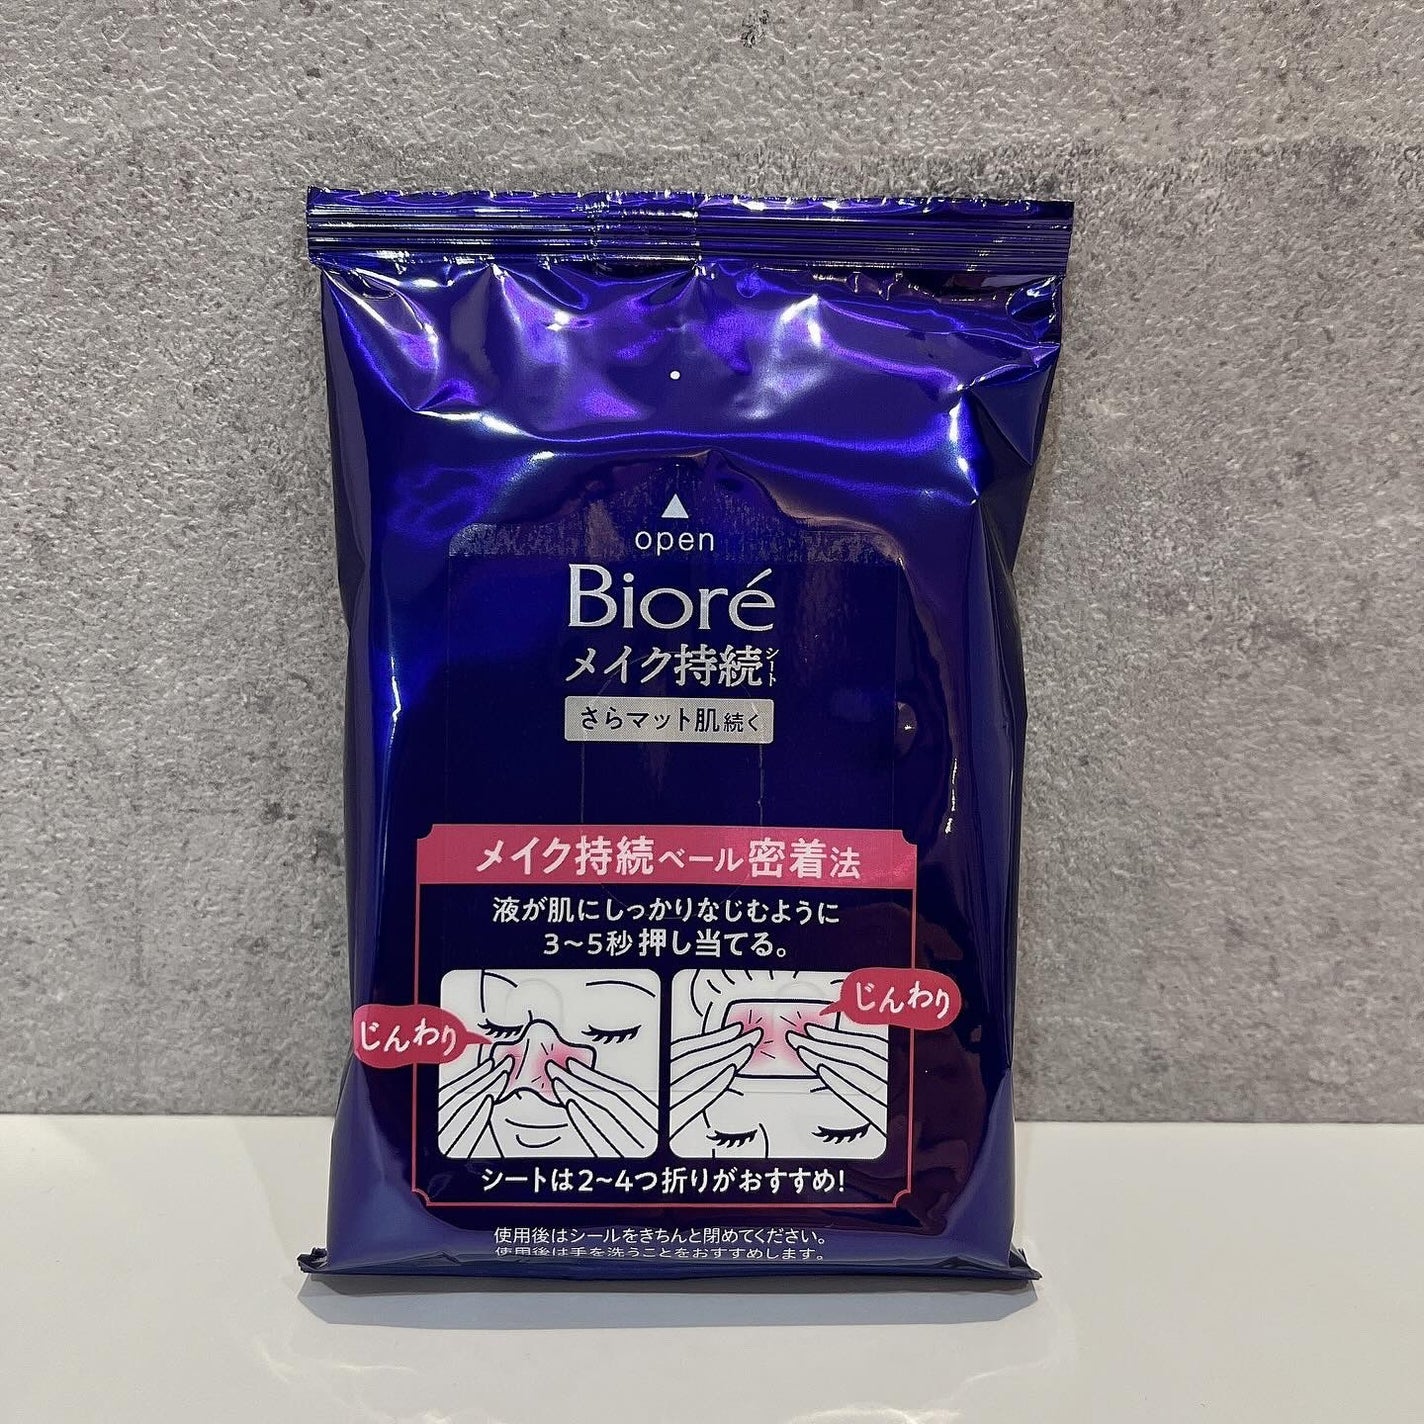 open
Bioré
メイク持続シート
さらマット肌続く
メイク持続ベール密着法
液が肌にしっかりなじむように
3~5秒押し当てる。
じんわり
じんわり
シートは2~4つ折りがおすすめ!
使用後はシールをきちんと閉めてください。
使用後は手を洗うことをおすすめします。